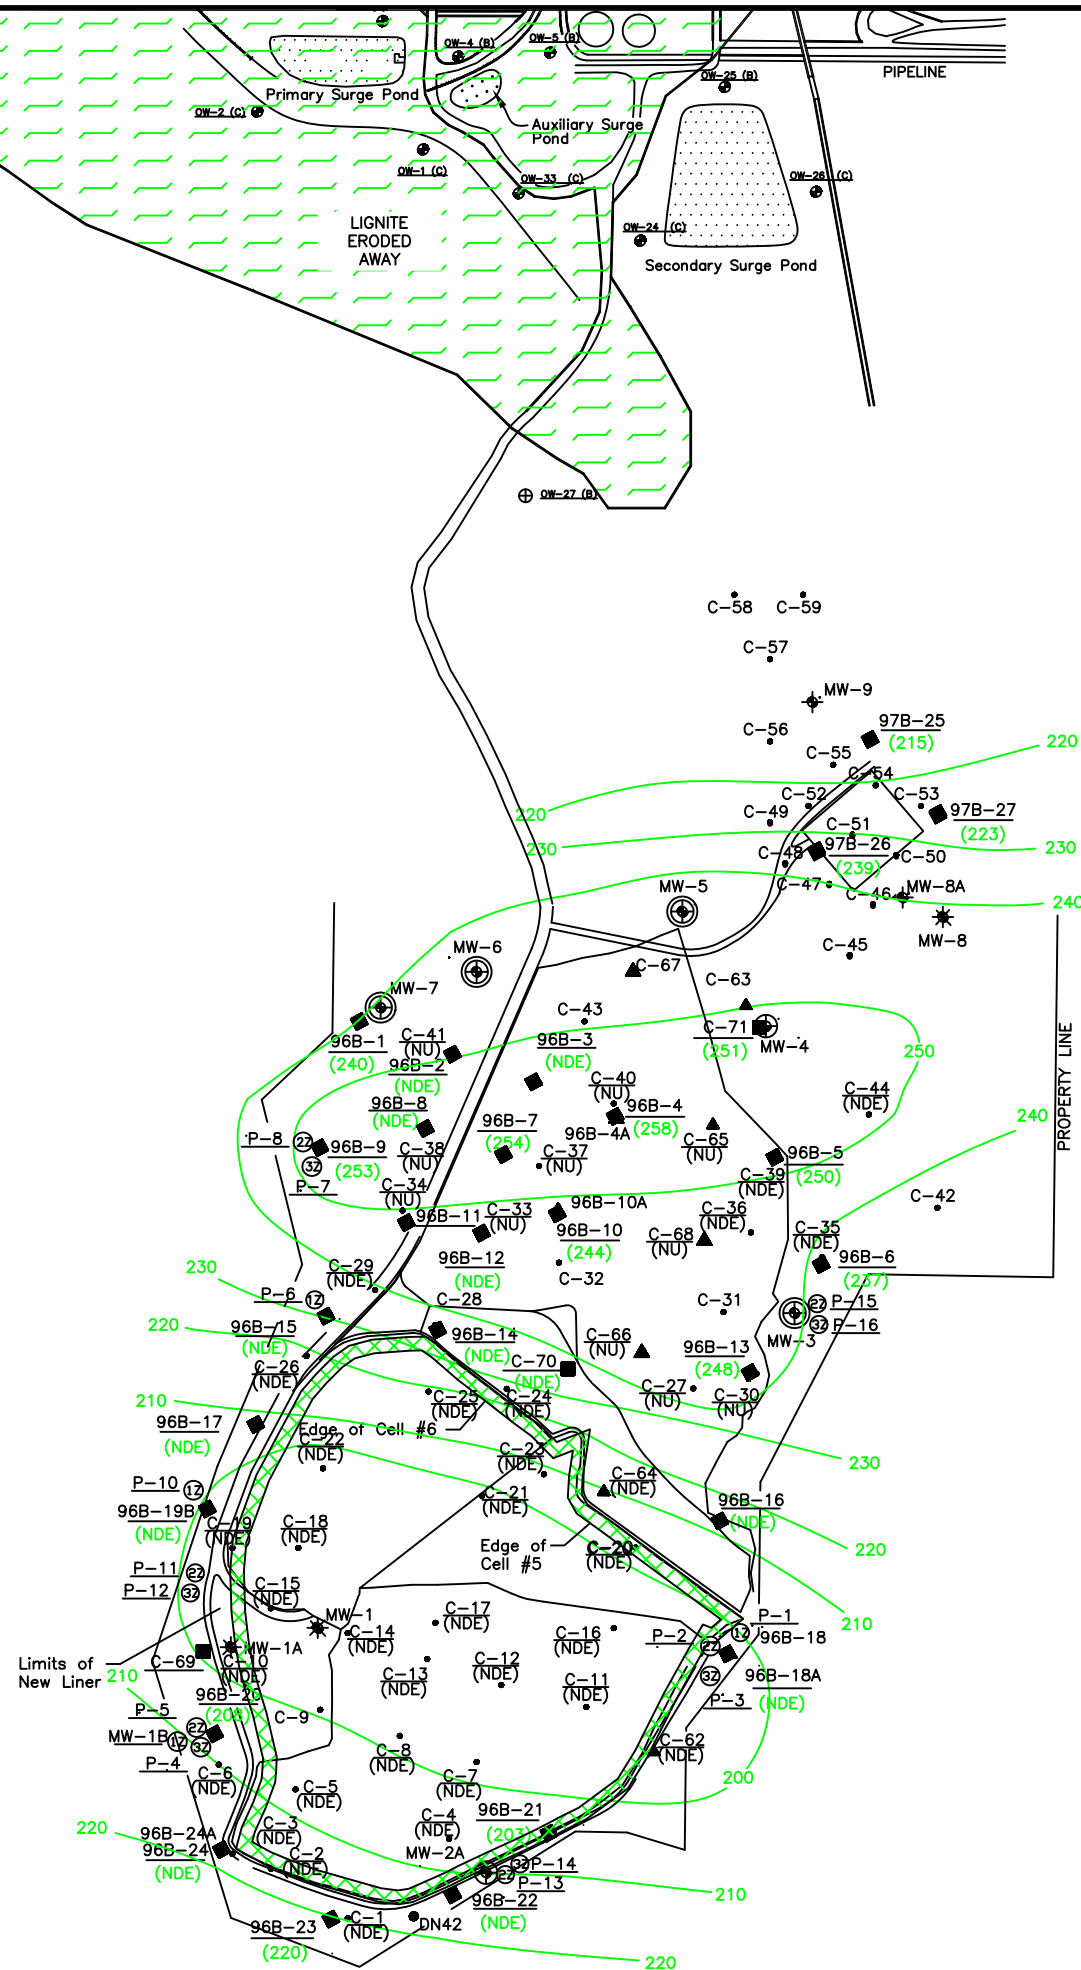 OW-4 (B)
OW-5 (B)
PIPELINE
OW-25 (B)
Primary Surge Pond
OW-2 (C)
Auxiliary Surge
Pond
OW-1 (C)
OW-33 (C)
OW-26 (C)
LIGNITE
ERODED
AWAY
OW-24 (C)
Secondary Surge Pond
OW-27 (B)
C-58
C-59
C-57
MW-9
C-56
97B-25
(215)
220
C-55
C-54
C-52
C-53
220
C-49
97B-27
(223)
C-51
230
97B-26
(239)
230
C-48
C-50
C-47
MW-5
C-46
MW-8A
240
MW-8
MW-6
C-45
C-67
C-63
MW-7
C-43
C-71
(251)
MW-4
250
PROPERTY LINE
96B-1
(240)
C-41
(NU)
96B-2
(NDE)
96B-3
(NDE)
C-40
(NU)
C-44
(NDE)
240
96B-8
(NDE)
96B-7
(254)
96B-4
(258)
96B-4A
P-8
2Z
96B-9
(253)
C-38
(NU)
C-37
(NU)
C-65
(NU)
96B-5
(250)
3Z
P-7
C-34
(NU)
C-39
(NDE)
C-42
96B-11
C-33
(NU)
96B-10A
C-36
(NDE)
96B-10
(244)
C-68
(NU)
C-35
(NDE)
96B-12
(NDE)
96B-6
(237)
230
C-29
(NDE)
C-32
P-6
1Z
C-28
C-31
2Z
P-15
3Z
P-16
MW-3
220
96B-15
(NDE)
96B-14
(NDE)
C-66
(NU)
96B-13
(248)
C-26
(NDE)
C-70
(NDE)
C-27
(NU)
C-30
(NU)
210
C-25
(NDE)
C-24
(NDE)
96B-17
(NDE)
Edge of Cell #6
C-22
(NDE)
C-23
(NDE)
230
P-10
1Z
C-21
(NDE)
C-64
(NDE)
96B-16
(NDE)
96B-19B
(NDE)
C-19
(NDE)
C-18
(NDE)
Edge of
Cell #5
C-20
(NDE)
220
P-11
2Z
P-12
3Z
C-15
(NDE)
210
MW-1
C-14
(NDE)
C-17
(NDE)
C-16
(NDE)
P-1
1Z
96B-18
P-2
2Z
MW-1A
Limits of
New Liner
210
C-69
C-10
(NDE)
C-13
(NDE)
C-12
(NDE)
C-11
(NDE)
3Z
96B-18A
(NDE)
P-3
96B-20
(208)
P-5
2Z
C-9
MW-1B
1Z
3Z
C-62
(NDE)
P-4
C-8
(NDE)
C-6
(NDE)
C-7
(NDE)
200
C-5
(NDE)
C-4
(NDE)
96B-21
(203)
220
96B-24A
96B-24
(NDE)
C-3
(NDE)
MW-2A
C-2
(NDE)
3Z
P-14
2Z
P-13
210
96B-22
(NDE)
96B-23
(220)
C-1
(NDE)
DN42
220